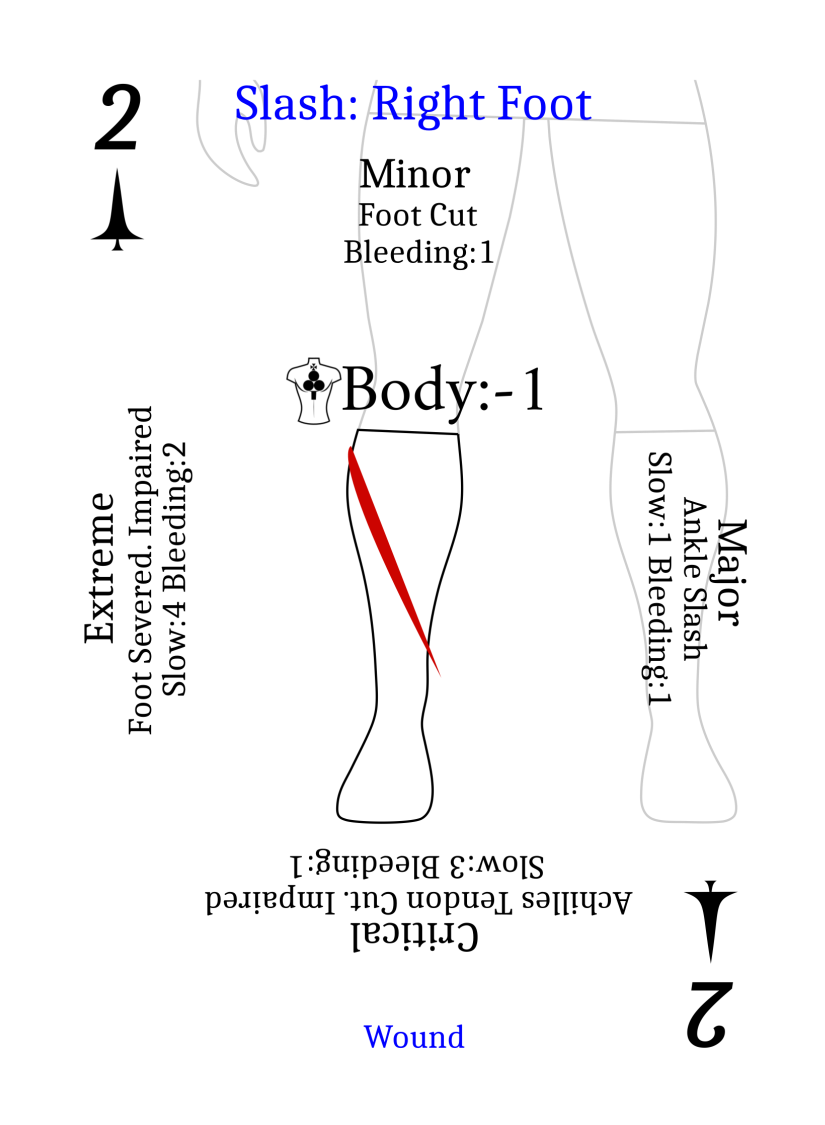 2
Slash: Right Foot
Minor
Foot Cut
Bleeding:1
Body:-1
Extreme
Foot Severed. Impaired
Slow:4 Bleeding:2
Major
Ankle Slash
Slow:1 Bleeding:1
Critical
Achilles Tendon Cut. Impaired
Slow:3 Bleeding:1
2
Wound